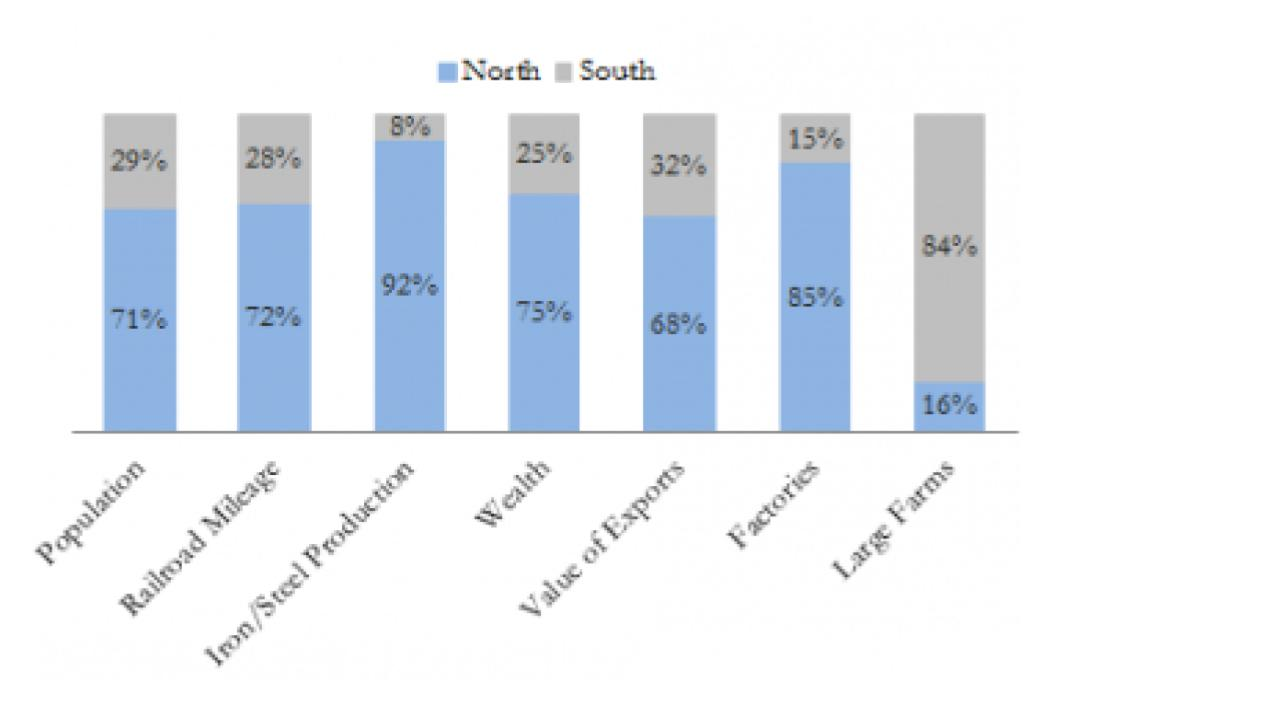 North South
8%
15%
29% 28% 25% 32%
84%
92%
71% 72% 75% 68% 85%
16%
Population
Railroad Mileage
Iron/Steel Production
Wealth
Value of Exports
Factories
Large Farms